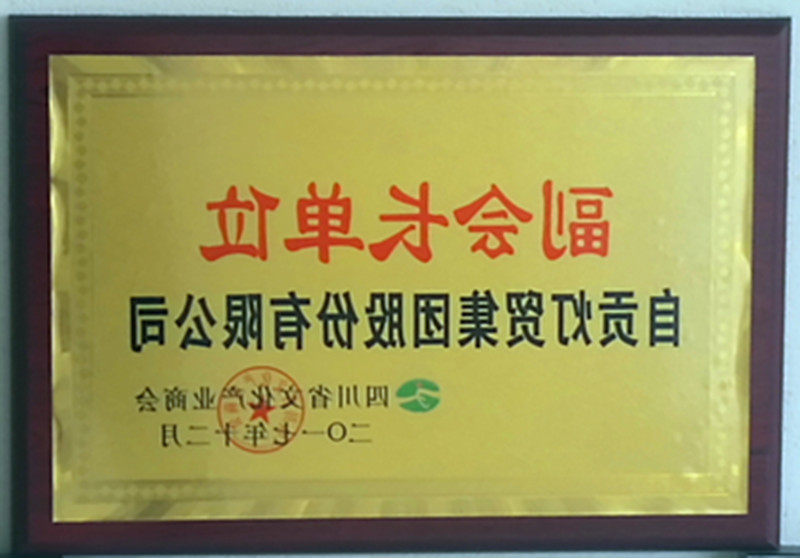 副会长单位
自贡灯贸集团股份有限公司
四川省文化产业商会
二〇一七年十二月